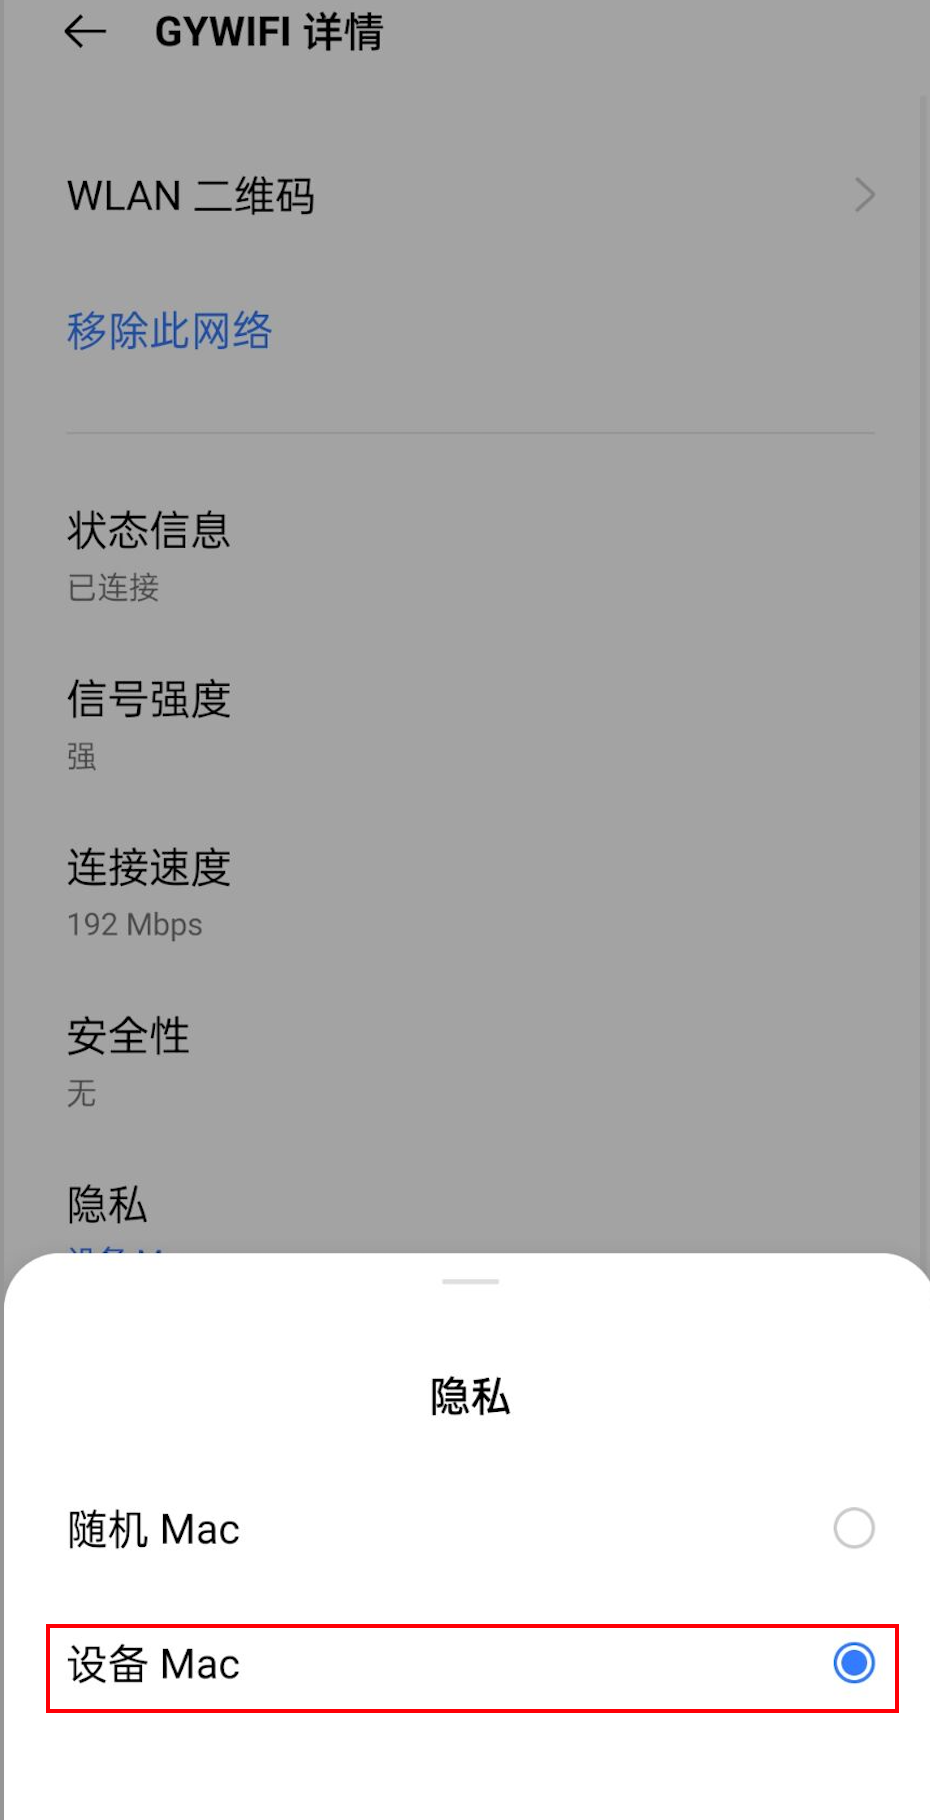 GYWIFI 详情
WLAN 二维码
移除此网络
状态信息
已连接
信号强度
强
连接速度
192 Mbps
安全性
无
隐私
隐私
随机 Mac
设备 Mac